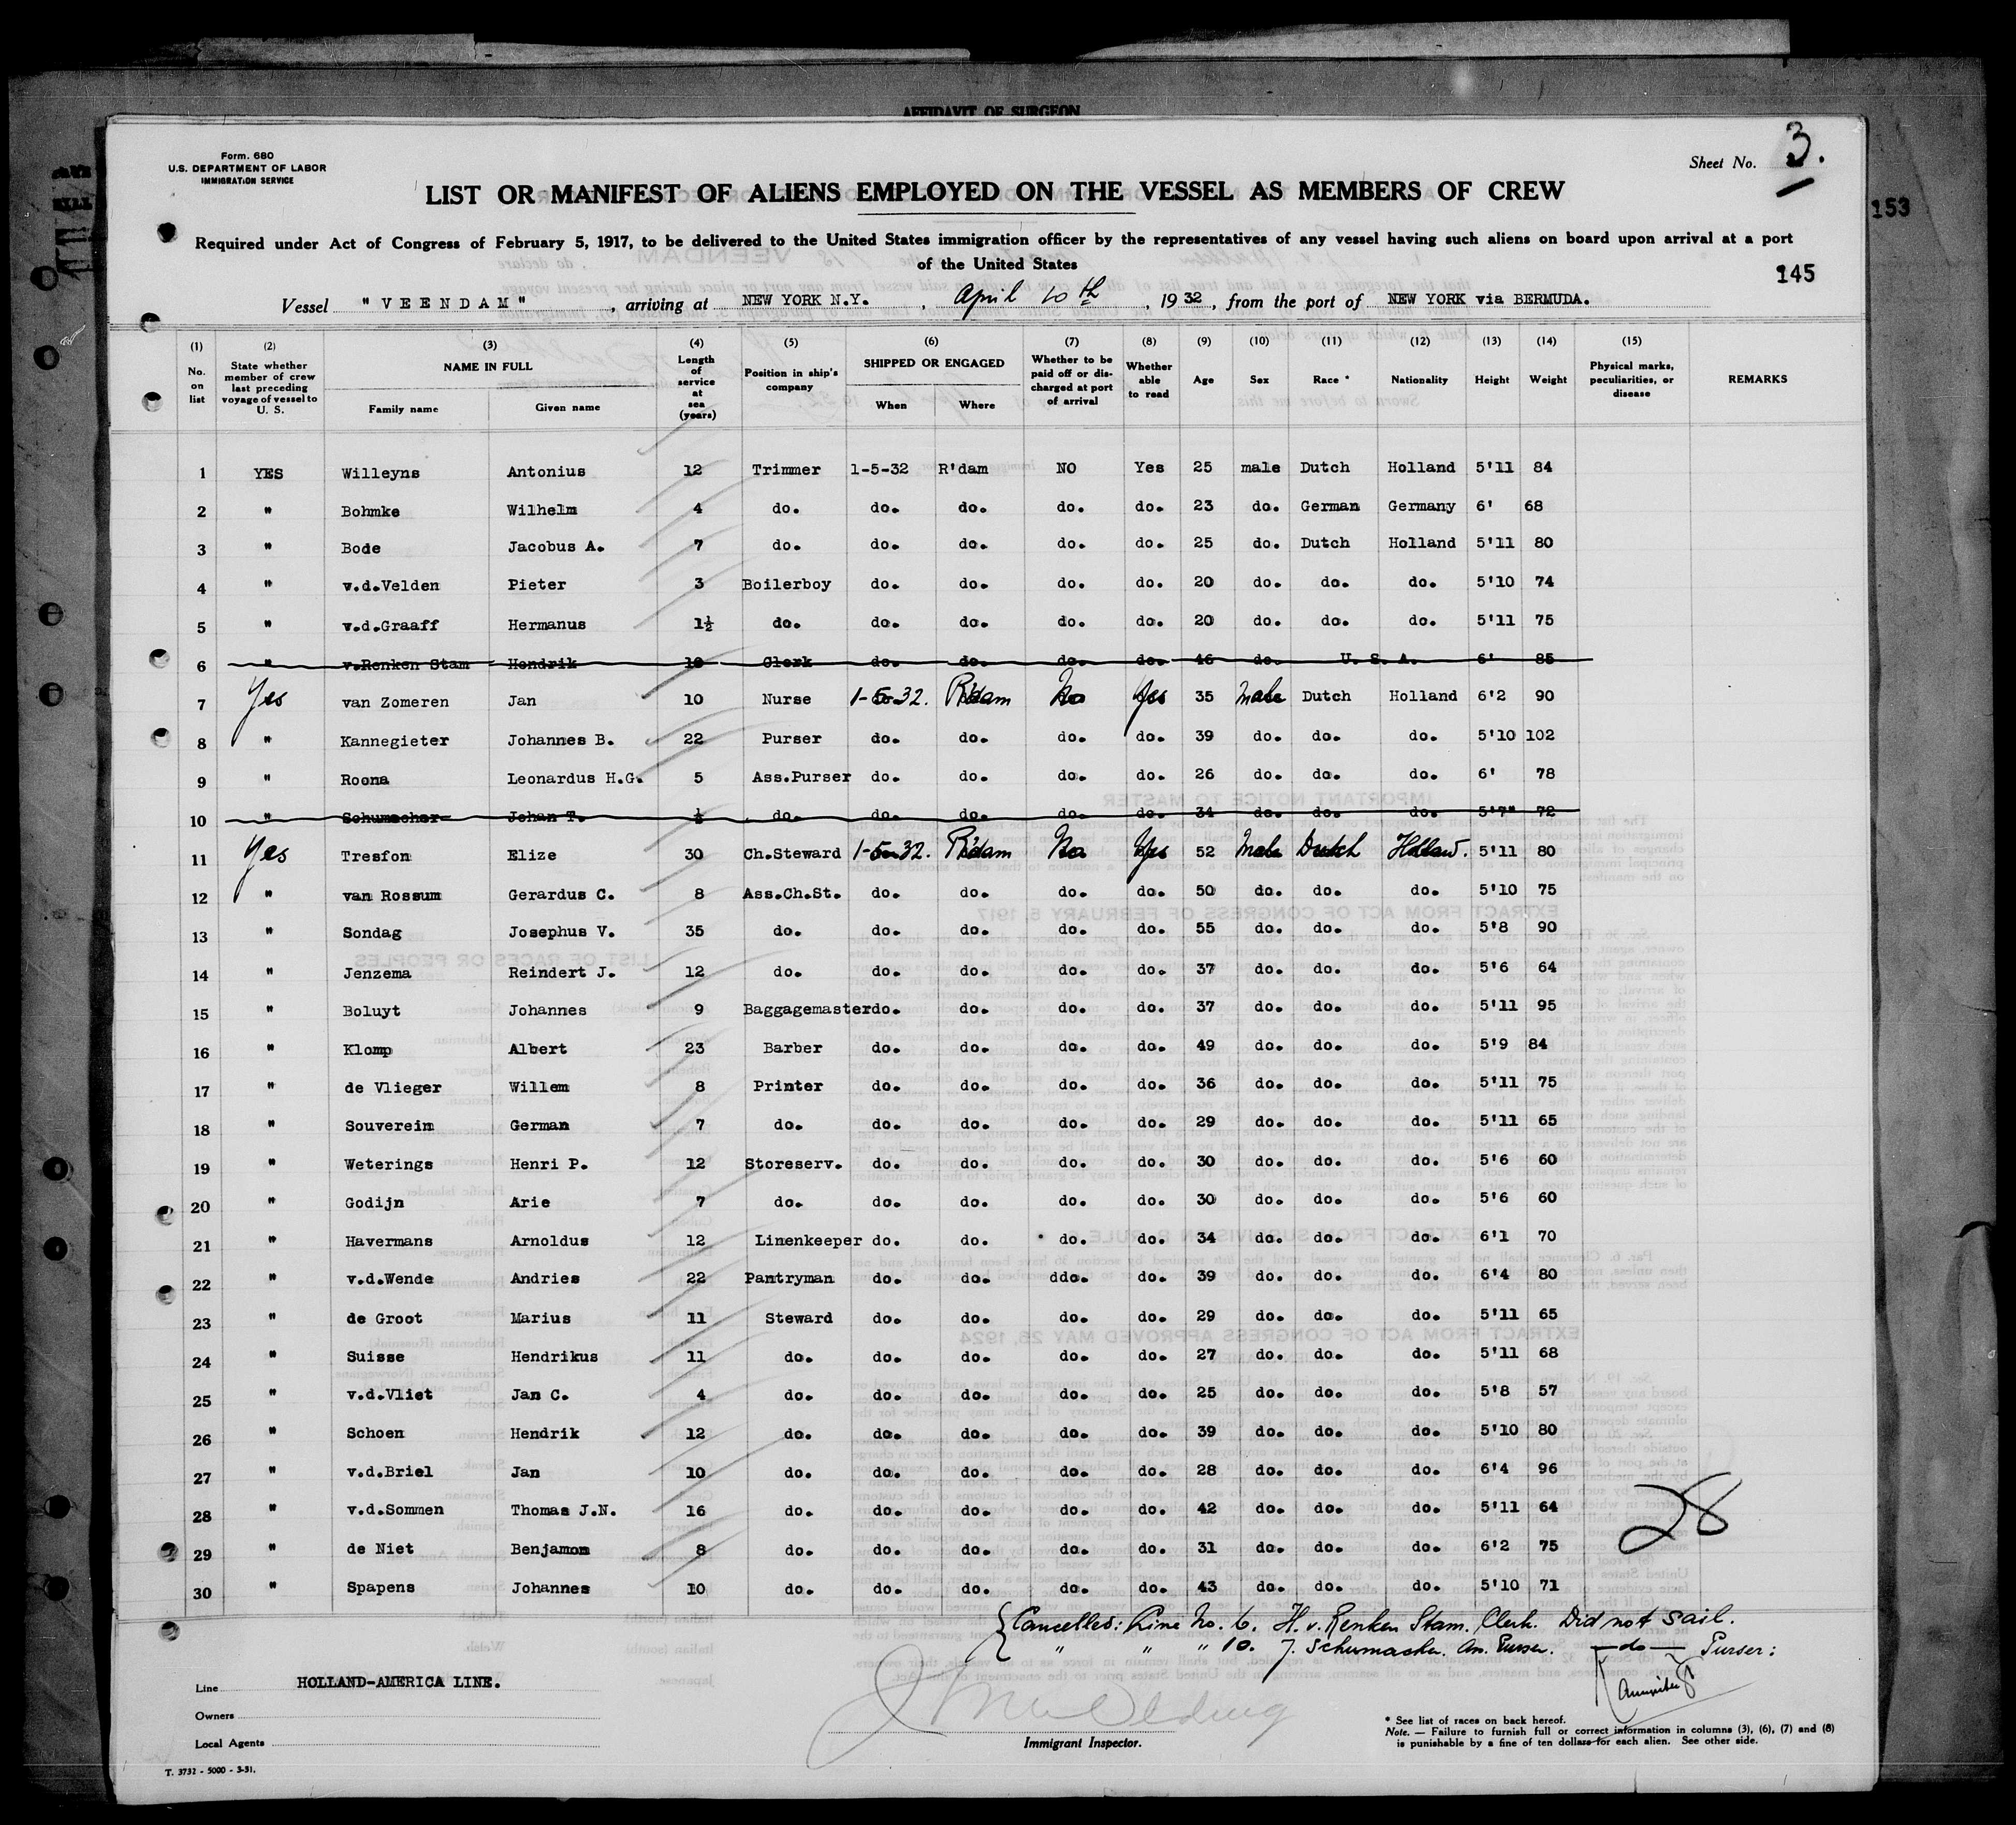 AFFIDAVIT OF SURGEON
Form. 680
U.S. DEPARTMENT OF LABOR
IMMIGRATION SERVICE
Sheet No. 3.
LIST OR MANIFEST OF ALIENS EMPLOYED ON THE VESSEL AS MEMBERS OF CREW
153
Required under Act of Congress of February 5, 1917, to be delivered to the United States immigration officer by the representatives of any vessel having such aliens on board upon arrival at a port
of the United States
145
Vessel "VEENDAM", arriving at NEW YORK N.Y., April 10th, 1932, from the port of NEW YORK via BERMUDA.
(1) No. on list (2) State whether member of crew last preceding voyage of vessel to U. S. (3) NAME IN FULL Family name Given name (4) Length of service at sea (years) (5) Position in ship's company (6) SHIPPED OR ENGAGED When Where (7) Whether to be paid off or discharged at port of arrival (8) Whether able to read (9) Age (10) Sex (11) Race * (12) Nationality (13) Height (14) Weight (15) Physical marks, peculiarities, or disease REMARKS
1 YES Willeyns Antonius 12 Trimmer 1-5-32 R'dam NO Yes 25 male Dutch Holland 5'11 84
2 " Bohmke Wilhelm 4 do. do. do. do. do. 23 do. German Germany 6' 68
3 " Bode Jacobus A. 7 do. do. do. do. do. 25 do. Dutch Holland 5'11 80
4 " v.d.Velden Pieter 3 Boilerboy do. do. do. do. 20 do. do. do. 5'10 74
5 " v.d.Graaff Hermanus 1½ do. do. do. do. do. 20 do. do. do. 5'11 75
6 " v.Renken Stam Hendrik 10 Clerk do. do. do. do. 46 do. U. S. A. 6' 85
7 Yes van Zomeren Jan 10 Nurse 1-5-32. R'dam No Yes 35 Male Dutch Holland 6'2 90
8 " Kannegieter Johannes B. 22 Purser do. do. do. do. 39 do. do. do. 5'10 102
9 " Roona Leonardus H.G. 5 Ass.Purser do. do. do. do. 26 do. do. do. 6' 78
10 " Schumacher Johan T. ½ do. do. do. do. do. 34 do. do. do. 5'7" 72
11 Yes Tresfon Elize 30 Ch.Steward 1-5-32. R'dam No Yes 52 Male Dutch Holland. 5'11 80
12 " van Rossum Gerardus C. 8 Ass.Ch.St. do. do. do. do. 50 do. do. do. 5'10 75
13 " Sondag Josephus V. 35 do. do. do. do. do. 55 do. do. do. 5'8 90
14 " Jenzema Reindert J. 12 do. do. do. do. do. 37 do. do. do. 5'6 64
15 " Boluyt Johannes 9 Baggagemaster do. do. do. do. 37 do. do. do. 5'11 95
16 " Klomp Albert 23 Barber do. do. do. do. 49 do. do. do. 5'9 84
17 " de Vlieger Willem 8 Printer do. do. do. do. 36 do. do. do. 5'11 75
18 " Souverein German 7 do. do. do. do. do. 29 do. do. do. 5'11 65
19 " Weterings Henri P. 12 Storeserv. do. do. do. do. 30 do. do. do. 5'6 60
20 " Godijn Arie 7 do. do. do. do. do. 30 do. do. do. 5'6 60
21 " Havermans Arnoldus 12 Linenkeeper do. do. do. do. 34 do. do. do. 6'1 70
22 " v.d.Wende Andries 22 Pantryman do. do. ddo. do. 39 do. do. do. 6'4 80
23 " de Groot Marius 11 Steward do. do. do. do. 29 do. do. do. 5'11 65
24 " Suisse Hendrikus 11 do. do. do. do. do. 27 do. do. do. 5'11 68
25 " v.d.Vliet Jan C. 4 do. do. do. do. do. 25 do. do. do. 5'8 57
26 " Schoen Hendrik 12 do. do. do. do. do. 39 do. do. do. 5'10 80
27 " v.d.Briel Jan 10 do. do. do. do. do. 28 do. do. do. 6'4 96
28 " v.d.Sommen Thomas J.N. 16 do. do. do. do. do. 42 do. do. do. 5'11 64
28
29 " de Niet Benjamon 8 do. do. do. do. do. 31 do. do. do. 6'2 75
30 " Spapens Johannes 10 do. do. do. do. do. 43 do. do. do. 5'10 71
Cancelled: Line No. 6. H. v. Renken Stam. Clerk. Did not sail.
" " " 10. J. Schumacher. Ass. Purser. —do— Purser:
Line HOLLAND-AMERICA LINE.
Owners
Local Agents
Immigrant Inspector.
* See list of races on back hereof.
Note. — Failure to furnish full or correct information in columns (3), (6), (7) and (8)
is punishable by a fine of ten dollars for each alien. See other side.
T. 3732 - 5000 - 3-31.